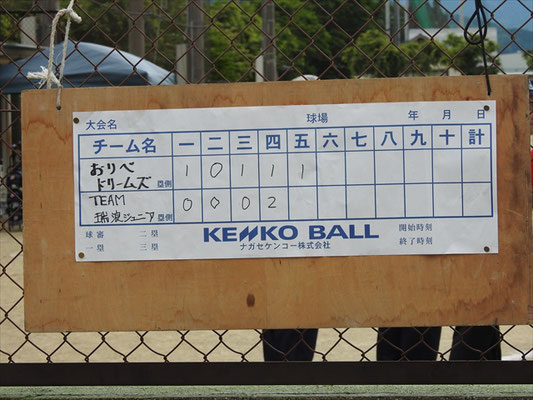 大会名 球場 年 月 日
チーム名 一 二 三 四 五 六 七 八 九 十 計
おりべ
ドリームズ 塁側 1 0 1 1 1
TEAM
瑞浪ジュニア 塁側 0 0 0 2
球審 二塁 KENKO BALL 開始時刻
一塁 三塁 ナガセケンコー株式会社 終了時刻